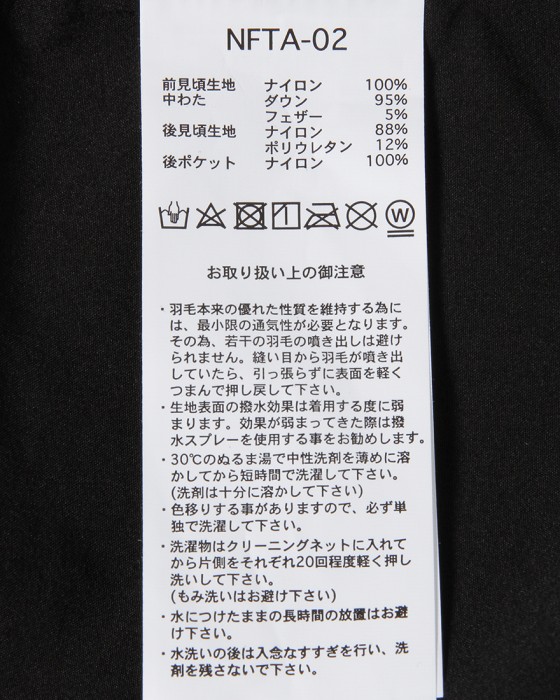 NFTA-02
前見頃生地 ナイロン 100%
中わた ダウン 95%
フェザー 5%
後見頃生地 ナイロン 88%
ポリウレタン 12%
後ポケット ナイロン 100%
W
お取り扱い上の御注意
・羽毛本来の優れた性質を維持する為に
は、最小限の通気性が必要となります。
その為、若干の羽毛の噴き出しは避け
られません。縫い目から羽毛が噴き出
していたら、引っ張らずに表面を軽く
つまんで押し戻して下さい。
・生地表面の撥水効果は着用する度に弱
まります。効果が弱まってきた際は撥
水スプレーを使用する事をお勧めします。
・30℃のぬるま湯で中性洗剤を薄めに溶
かしてから短時間で洗濯して下さい。
(洗剤は十分に溶かして下さい)
・色移りする事がありますので、必ず単
独で洗濯して下さい。
・洗濯物はクリーニングネットに入れて
から片側をそれぞれ20回程度軽く押し
洗いして下さい。
(もみ洗いはお避け下さい)
・水につけたままの長時間の放置はお避
け下さい。
・水洗いの後は入念なすすぎを行い、洗
剤を残さないで下さい。